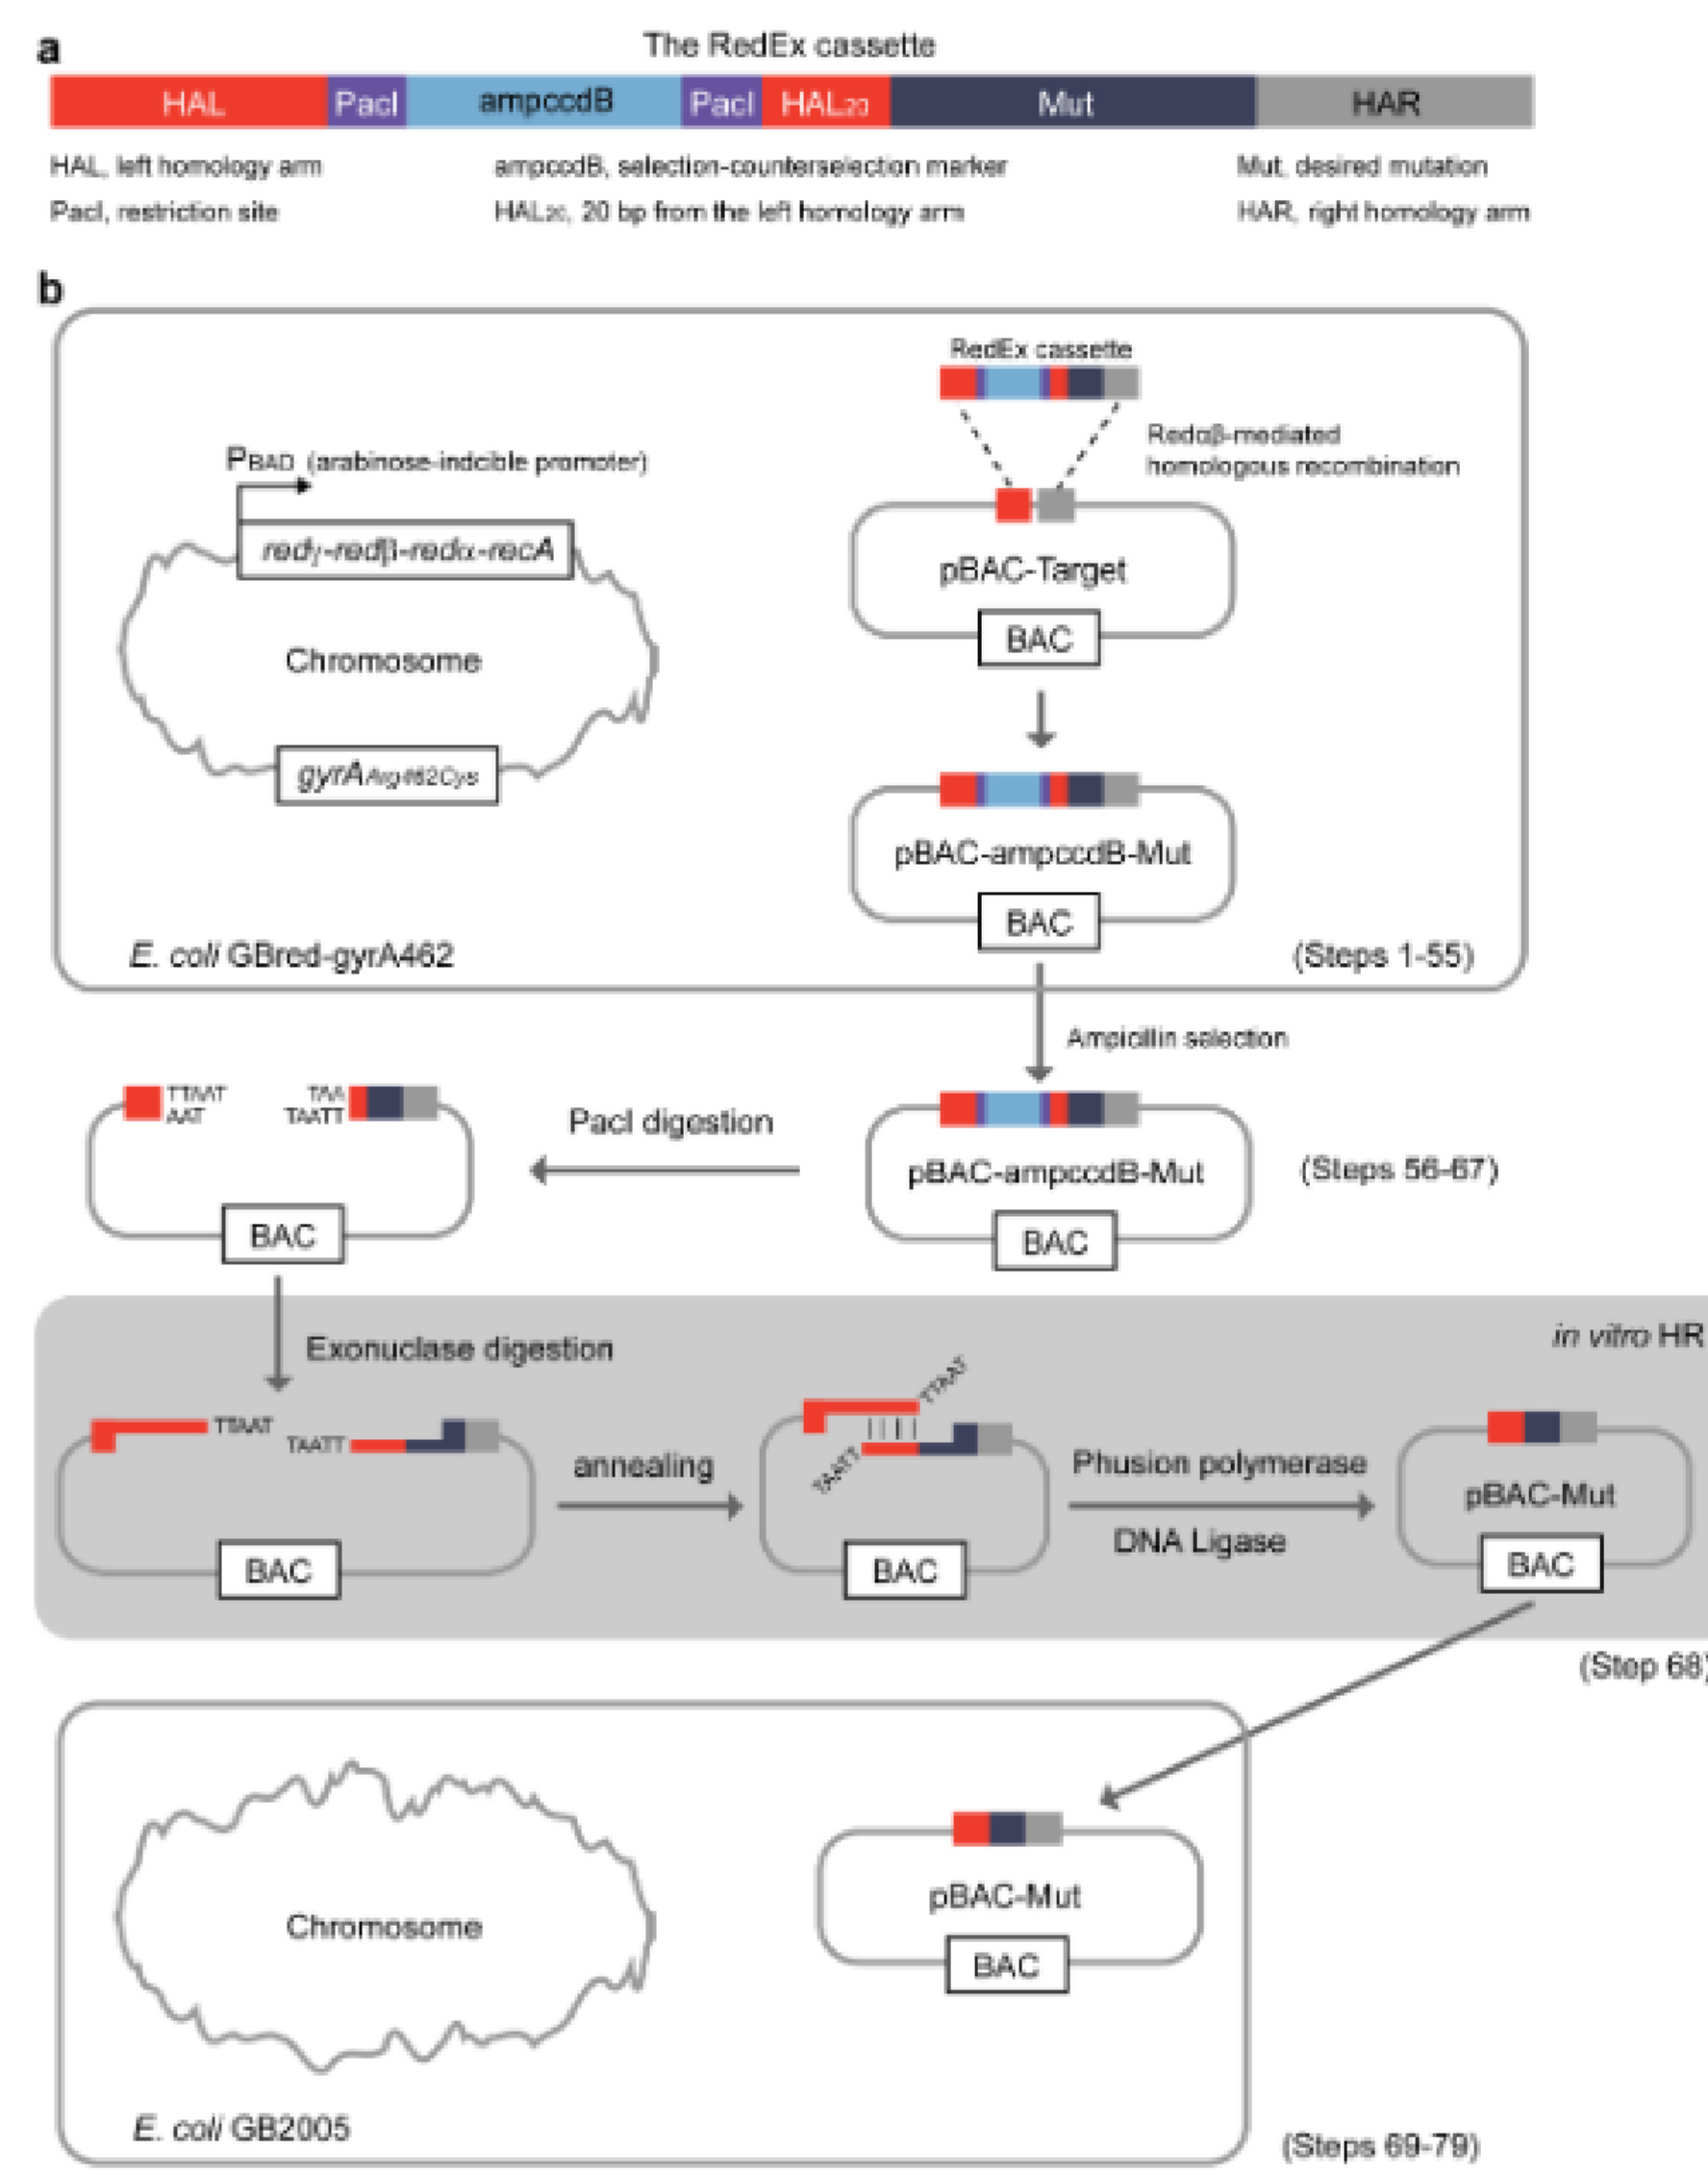 a
The RedEx cassette
HAL PacI ampccdB PacI HAL20 Mut HAR
HAL, left homology arm
ampccdB, selection-counterselection marker
Mut, desired mutation
PacI, restriction site
HAL20, 20 bp from the left homology arm
HAR, right homology arm
b
RedEx cassette
Redαβ-mediated
homologous recombination
PBAD (arabinose-indcible promoter)
redγ-redβ-redα-recA
pBAC-Target
BAC
Chromosome
gyrAArg462Cys
pBAC-ampccdB-Mut
BAC
E. coli GBred-gyrA462
(Steps 1-55)
Ampicillin selection
TTAAT
AAT
TAA
TAATT
PacI digestion
pBAC-ampccdB-Mut
(Steps 56-67)
BAC
BAC
in vitro HR
Exonuclease digestion
TTAAT
TAATT
annealing
TTAAT
TAATT
Phusion polymerase
DNA Ligase
pBAC-Mut
BAC
BAC
BAC
(Step 68)
Chromosome
pBAC-Mut
BAC
E. coli GB2005
(Steps 69-79)